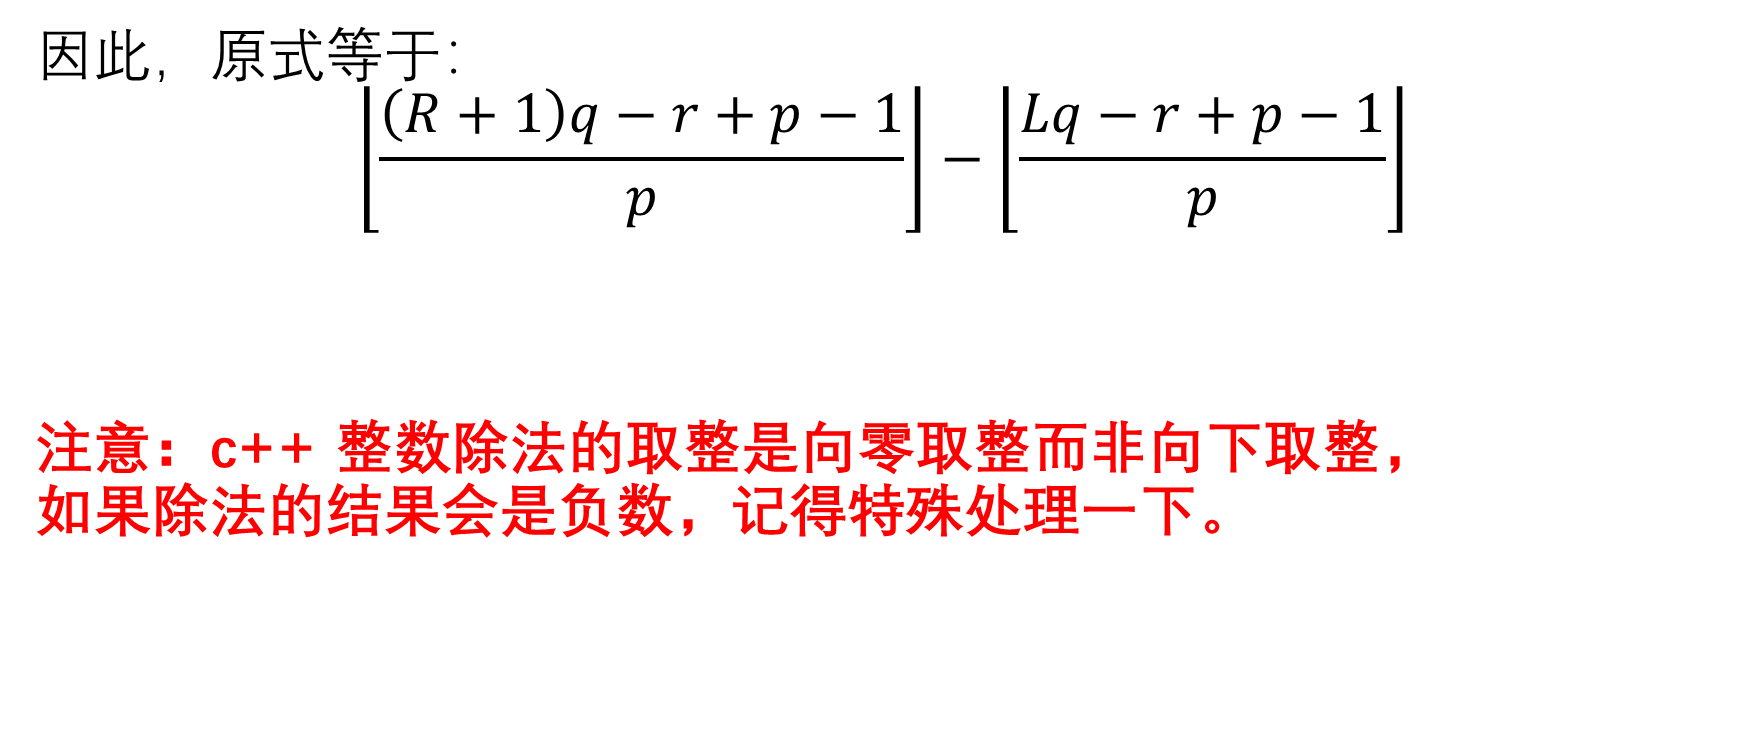 因此，原式等于：
⌊((R + 1)q − r + p − 1)/p⌋ − ⌊(Lq − r + p − 1)/p⌋
注意：c++ 整数除法的取整是向零取整而非向下取整，
如果除法的结果会是负数，记得特殊处理一下。